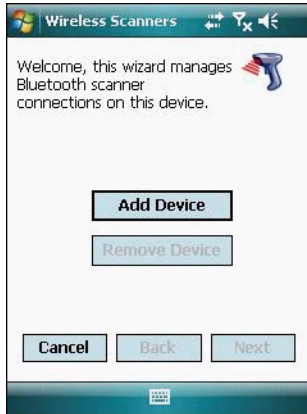 Wireless Scanners
Welcome, this wizard manages
Bluetooth scanner
connections on this device.
Add Device
Remove Device
Cancel Back Next